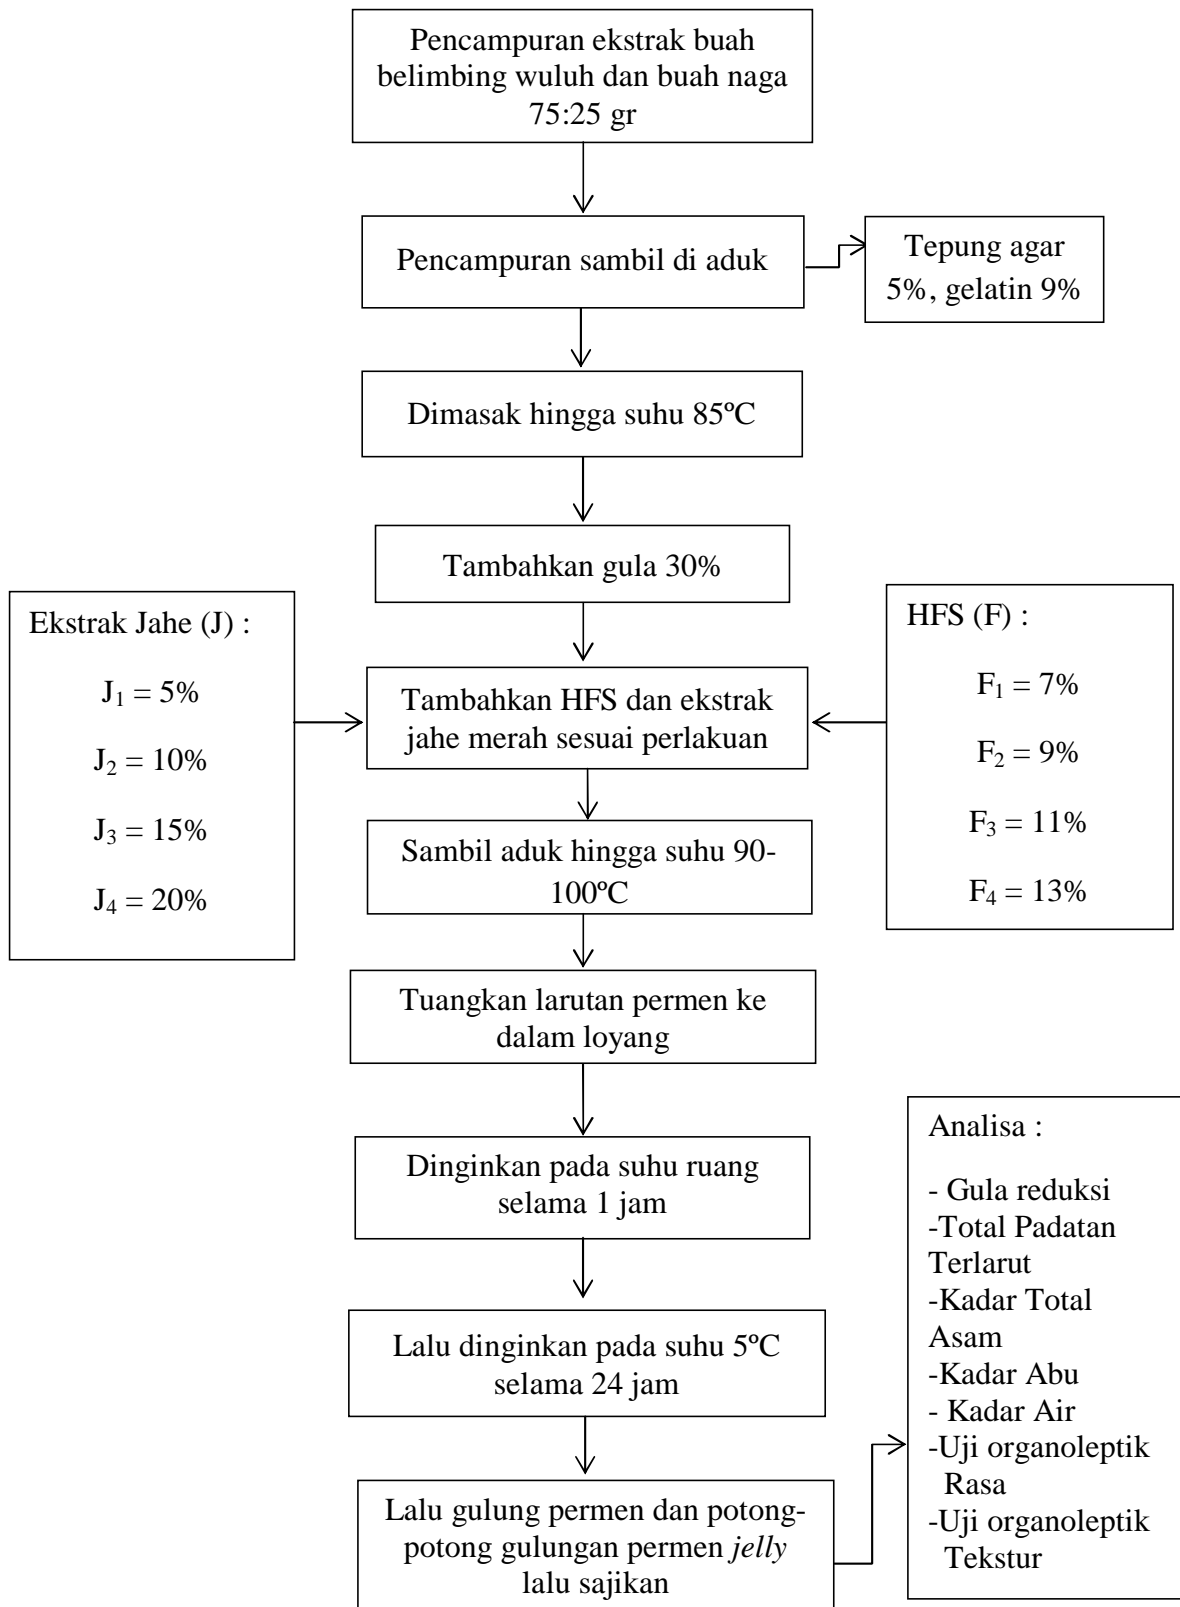 Pencampuran ekstrak buah
belimbing wuluh dan buah naga
75:25 gr
Pencampuran sambil di aduk
Tepung agar
5%, gelatin 9%
Dimasak hingga suhu 85ºC
Tambahkan gula 30%
Ekstrak Jahe (J) :
J₁ = 5%
J₂ = 10%
J₃ = 15%
J₄ = 20%
HFS (F) :
F₁ = 7%
F₂ = 9%
F₃ = 11%
F₄ = 13%
Tambahkan HFS dan ekstrak
jahe merah sesuai perlakuan
Sambil aduk hingga suhu 90-
100ºC
Tuangkan larutan permen ke
dalam loyang
Dinginkan pada suhu ruang
selama 1 jam
Lalu dinginkan pada suhu 5ºC
selama 24 jam
Lalu gulung permen dan potong-
potong gulungan permen jelly
lalu sajikan
Analisa :
- Gula reduksi
-Total Padatan
Terlarut
-Kadar Total
Asam
-Kadar Abu
- Kadar Air
-Uji organoleptik
Rasa
-Uji organoleptik
Tekstur